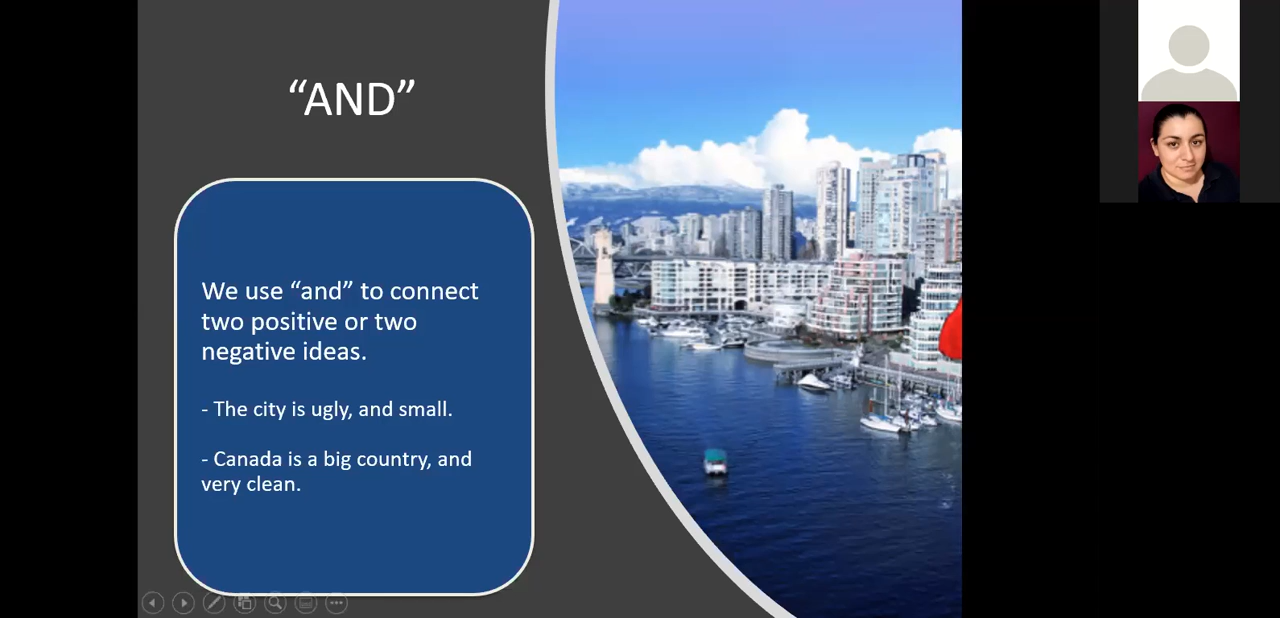 “AND”
We use “and” to connect
two positive or two
negative ideas.
- The city is ugly, and small.
- Canada is a big country, and
very clean.